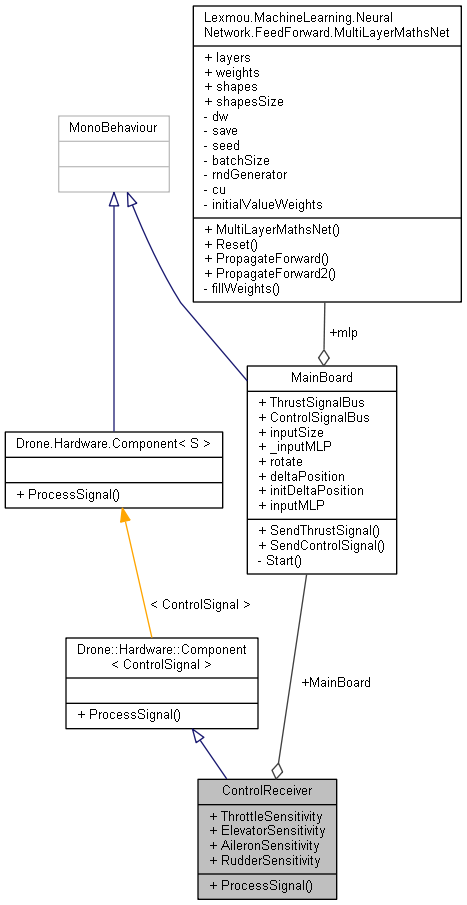 Lexmou.MachineLearning.Neural
Network.FeedForward.MultiLayerMathsNet
+ layers
+ weights
+ shapes
+ shapesSize
- dw
- save
- seed
- batchSize
- rndGenerator
- cu
- initialValueWeights
+ MultiLayerMathsNet()
+ Reset()
+ PropagateForward()
+ PropagateForward2()
- fillWeights()
MonoBehaviour
+mlp
MainBoard
+ ThrustSignalBus
+ ControlSignalBus
+ inputSize
+ _inputMLP
+ rotate
+ deltaPosition
+ initDeltaPosition
+ inputMLP
+ SendThrustSignal()
+ SendControlSignal()
- Start()
Drone.Hardware.Component< S >
+ ProcessSignal()
< ControlSignal >
Drone::Hardware::Component
< ControlSignal >
+ ProcessSignal()
+MainBoard
ControlReceiver
+ ThrottleSensitivity
+ ElevatorSensitivity
+ AileronSensitivity
+ RudderSensitivity
+ ProcessSignal()